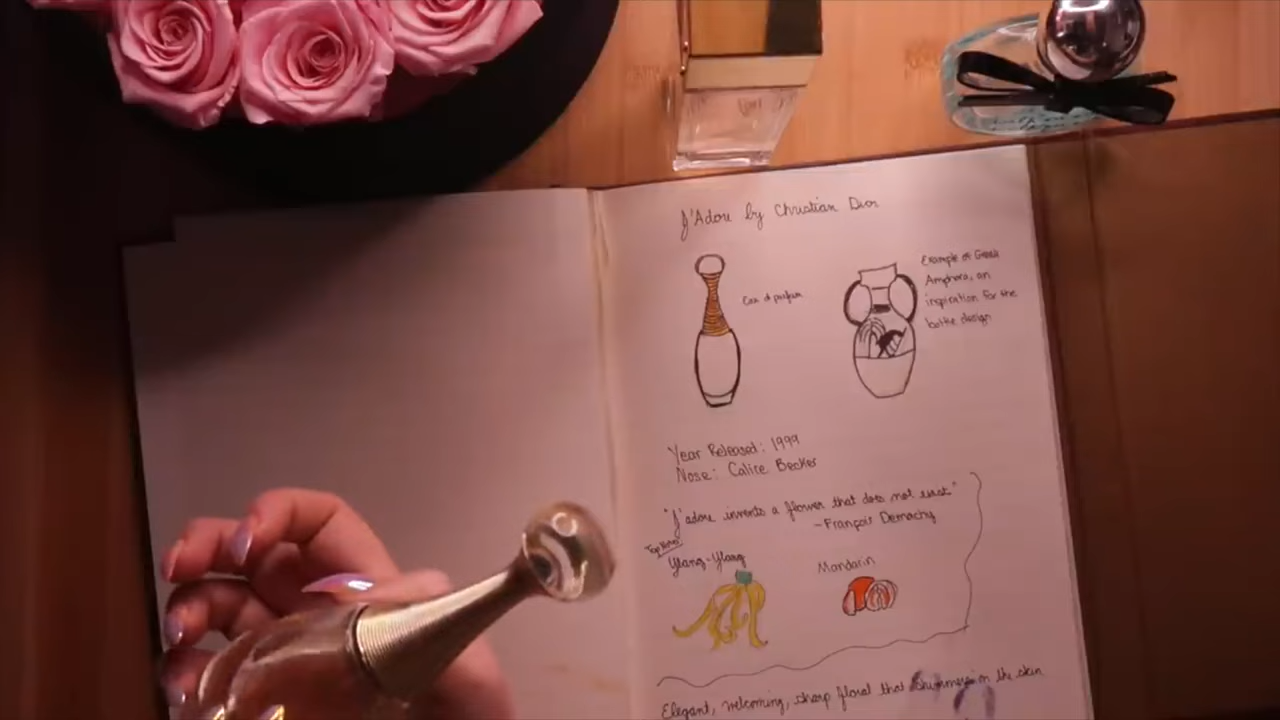 J'Adore by Christian Dior
Eau d parfum
Example of Greek
Amphora, an
inspiration for the
bottle design
Year Released: 1999
Nose: Calice Becker
"J'adore invents a flower that does not exist"
-François Demachy
Top Notes
Ylang-Ylang
Mandarin
Elegant, welcoming, sharp floral that shimmers on the skin